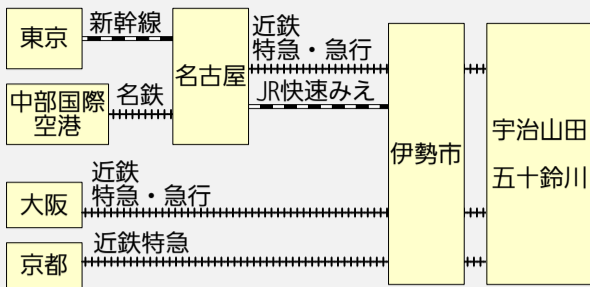 東京
新幹線
名古屋
近鉄
特急・急行
中部国際
空港
名鉄
JR快速みえ
伊勢市
宇治山田
五十鈴川
大阪
近鉄
特急・急行
京都
近鉄特急